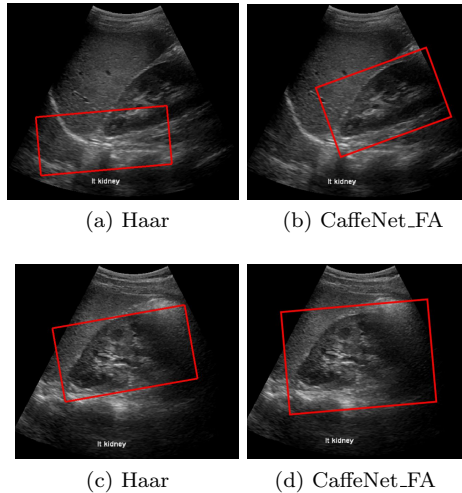 lt kidney
lt kidney
(a) Haar
(b) CaffeNet_FA
lt kidney
lt kidney
(c) Haar
(d) CaffeNet_FA